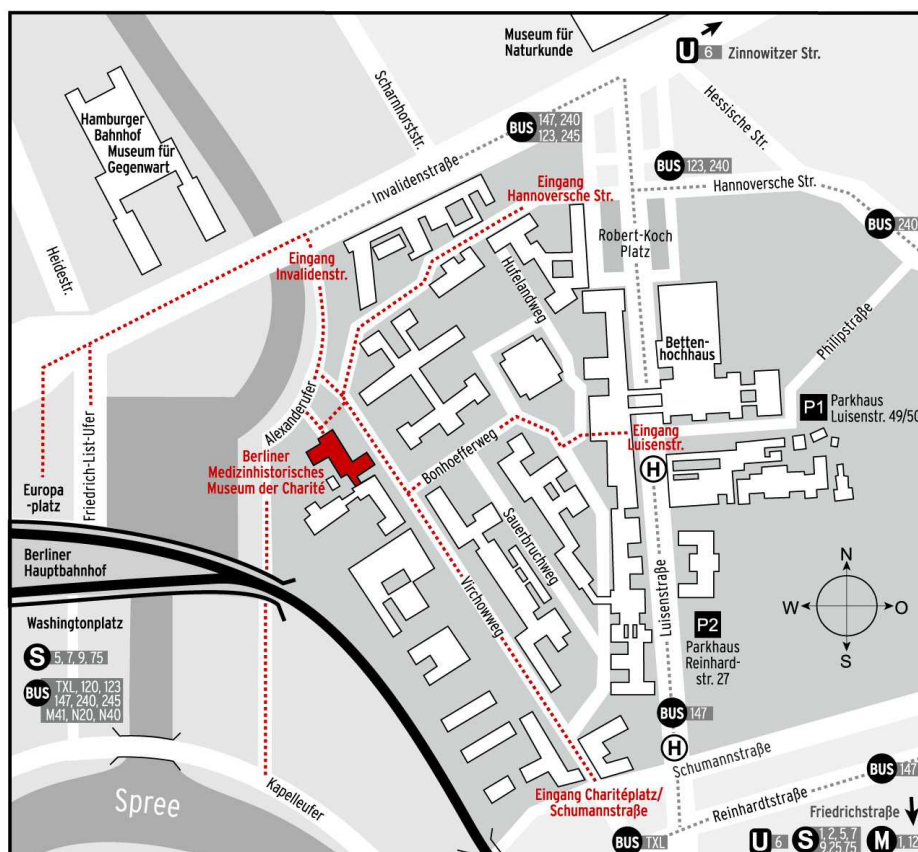 Museum für
Naturkunde
U 6 Zinnowitzer Str.
Scharnhorststr.
Hessische Str.
Hamburger
Bahnhof
Museum für
Gegenwart
BUS 147, 240
123, 245
BUS 123, 240
Invalidenstraße
Eingang
Hannoversche Str.
Hannoversche Str.
BUS 240
Heidestr.
Eingang
Invalidenstr.
Robert-Koch
Platz
Hufelandweg
Philipstraße
Betten-
hochhaus
P1 Parkhaus
Luisenstr. 49/50
Alexanderufer
Friedrich-List-Ufer
Eingang
Luisenstr.
H
Berliner
Medizinhistorisches
Museum der Charité
Bonhoefferweg
Europa
-platz
Sauerbruchweg
Berliner
Hauptbahnhof
Virchowweg
Luisenstraße
N
W
O
S
Washingtonplatz
S 5, 7, 9, 75
BUS TXL, 120, 123
147, 240, 245
M41, N20, N40
P2
Parkhaus
Reinhard-
str. 27
BUS 147
H
Schumannstraße
Spree
Kapelleufer
Eingang Charitéplatz/
Schumannstraße
Reinhardtstraße
BUS 147
Friedrichstraße
BUS TXL
U 6
S 1, 2, 5, 7
9, 25, 75
M 1, 12